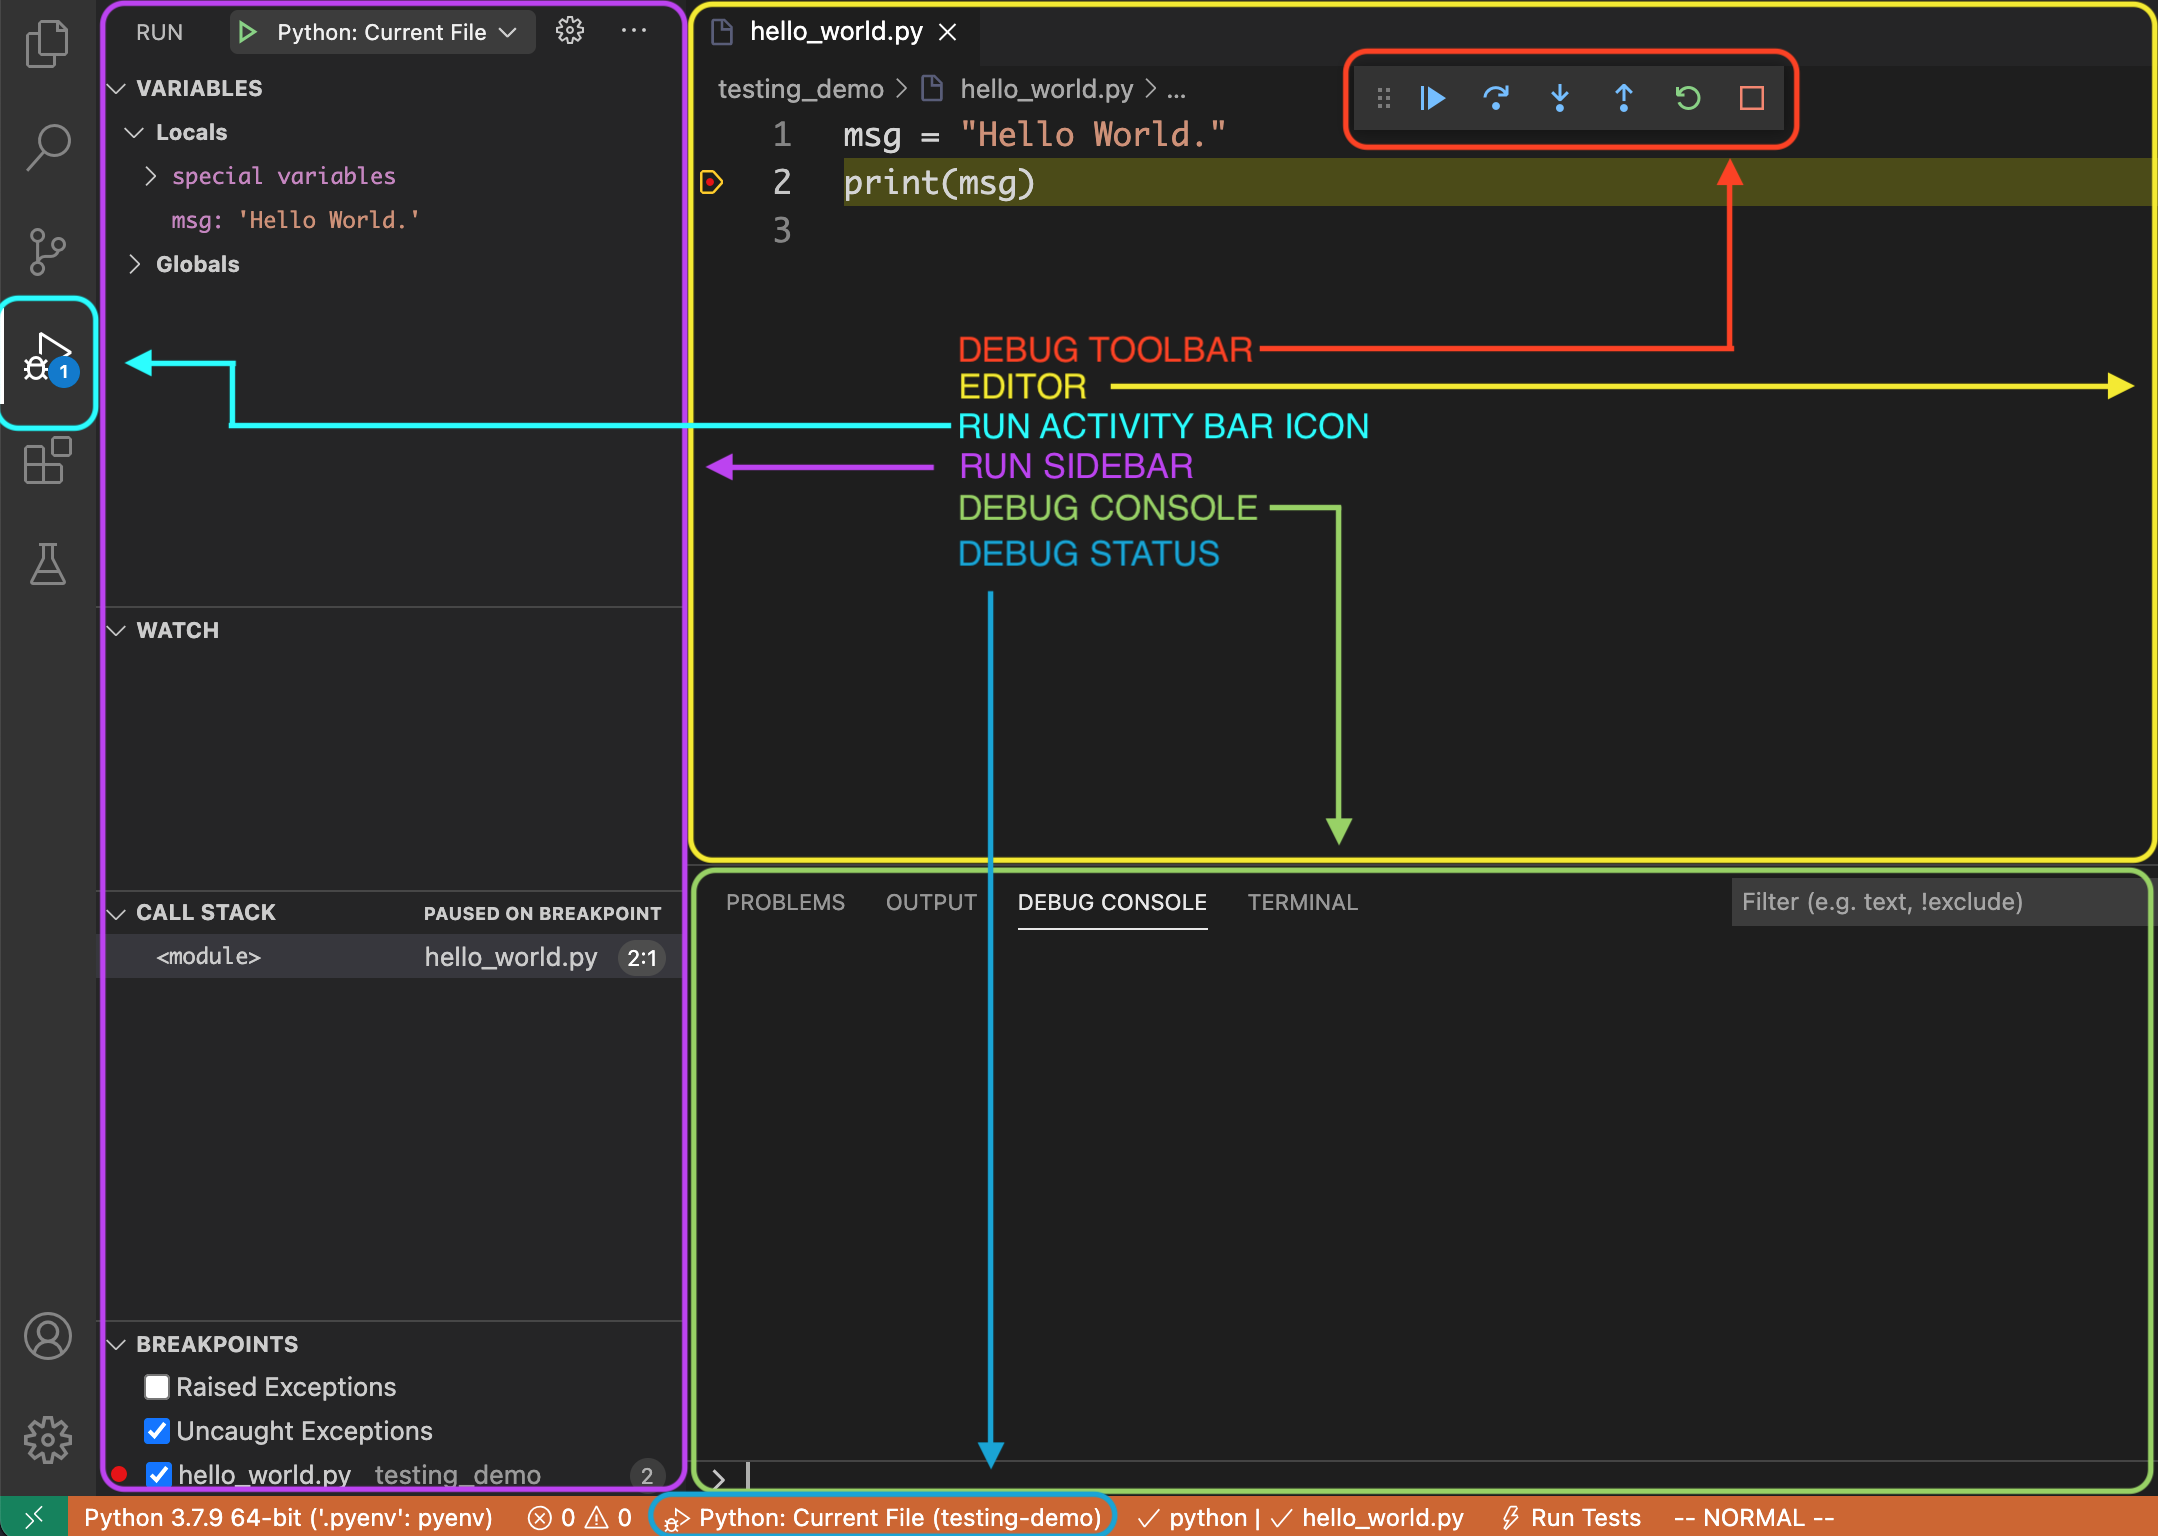 RUN
Python: Current File
VARIABLES
Locals
special variables
msg: 'Hello World.'
Globals
1
WATCH
CALL STACK
PAUSED ON BREAKPOINT
<module>
hello_world.py
2:1
BREAKPOINTS
Raised Exceptions
Uncaught Exceptions
hello_world.py testing_demo 2
hello_world.py
testing_demo > hello_world.py > ...
1 msg = "Hello World."
2 print(msg)
3
DEBUG TOOLBAR
EDITOR
RUN ACTIVITY BAR ICON
RUN SIDEBAR
DEBUG CONSOLE
DEBUG STATUS
PROBLEMS OUTPUT DEBUG CONSOLE TERMINAL
Filter (e.g. text, !exclude)
Python 3.7.9 64-bit ('.pyenv': pyenv) 0 0 Python: Current File (testing-demo) python | hello_world.py Run Tests -- NORMAL --